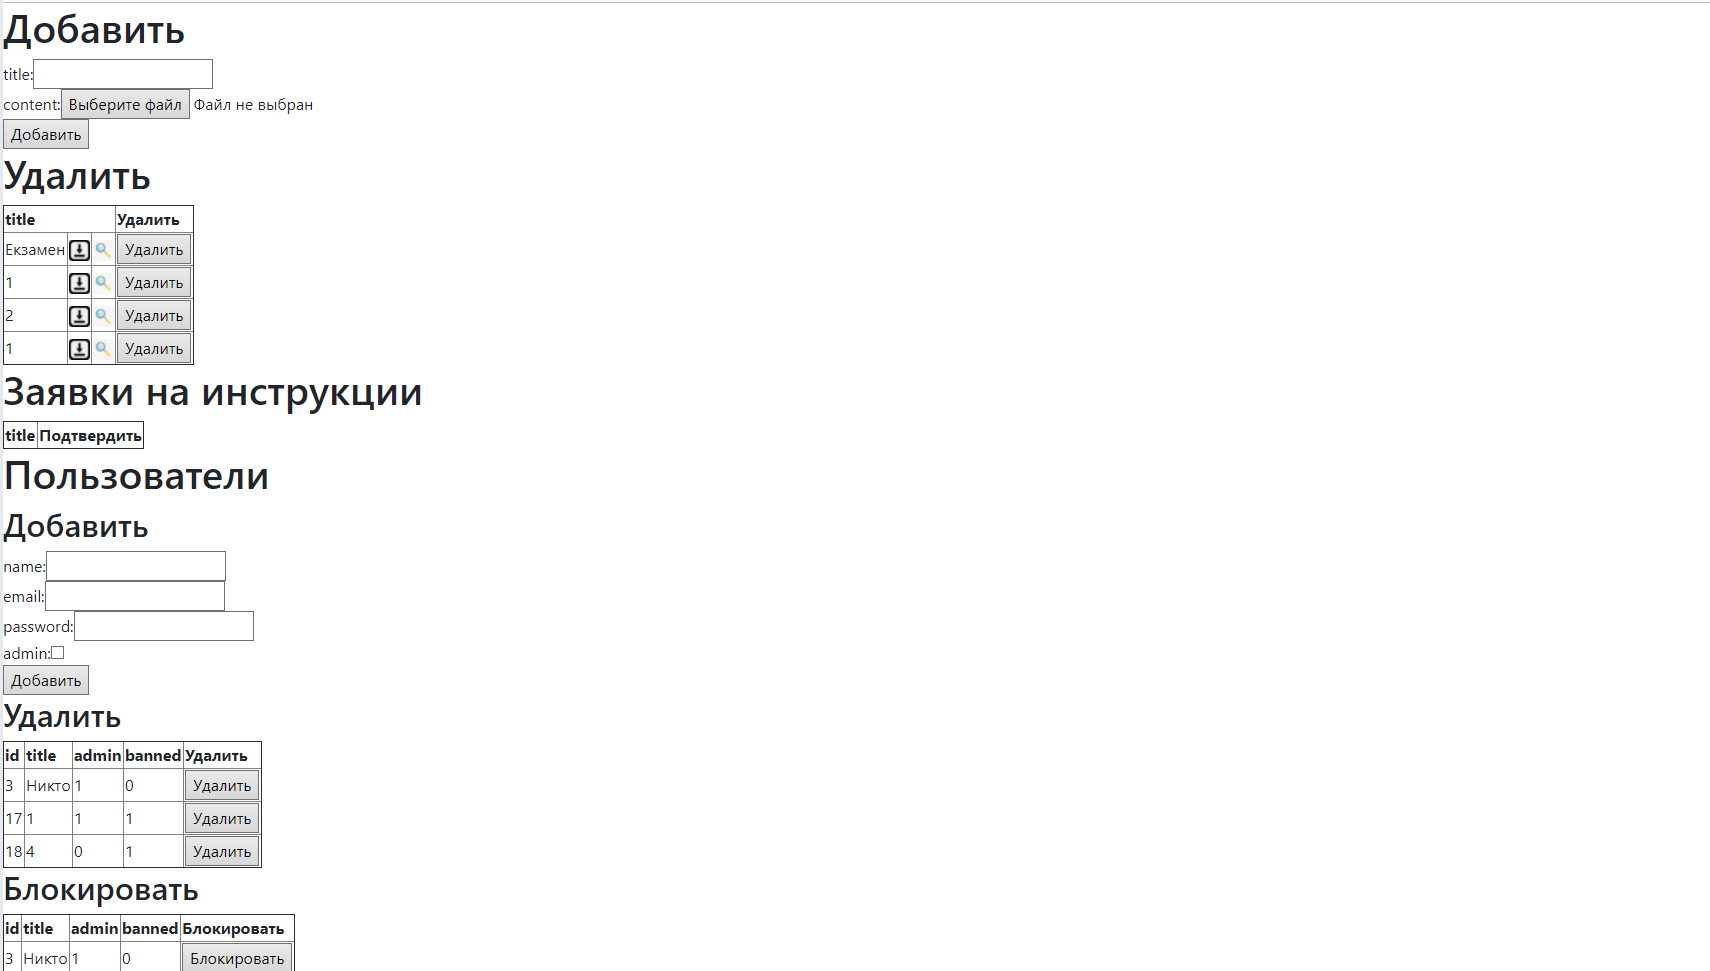 Добавить
title:
content: Выберите файл Файл не выбран
Добавить
Удалить
title Удалить
Екзамен Удалить
1 Удалить
2 Удалить
1 Удалить
Заявки на инструкции
title Подтвердить
Пользователи
Добавить
name:
email:
password:
admin:
Добавить
Удалить
id title admin banned Удалить
3 Никто 1 0 Удалить
17 1 1 1 Удалить
18 4 0 1 Удалить
Блокировать
id title admin banned Блокировать
3 Никто 1 0 Блокировать